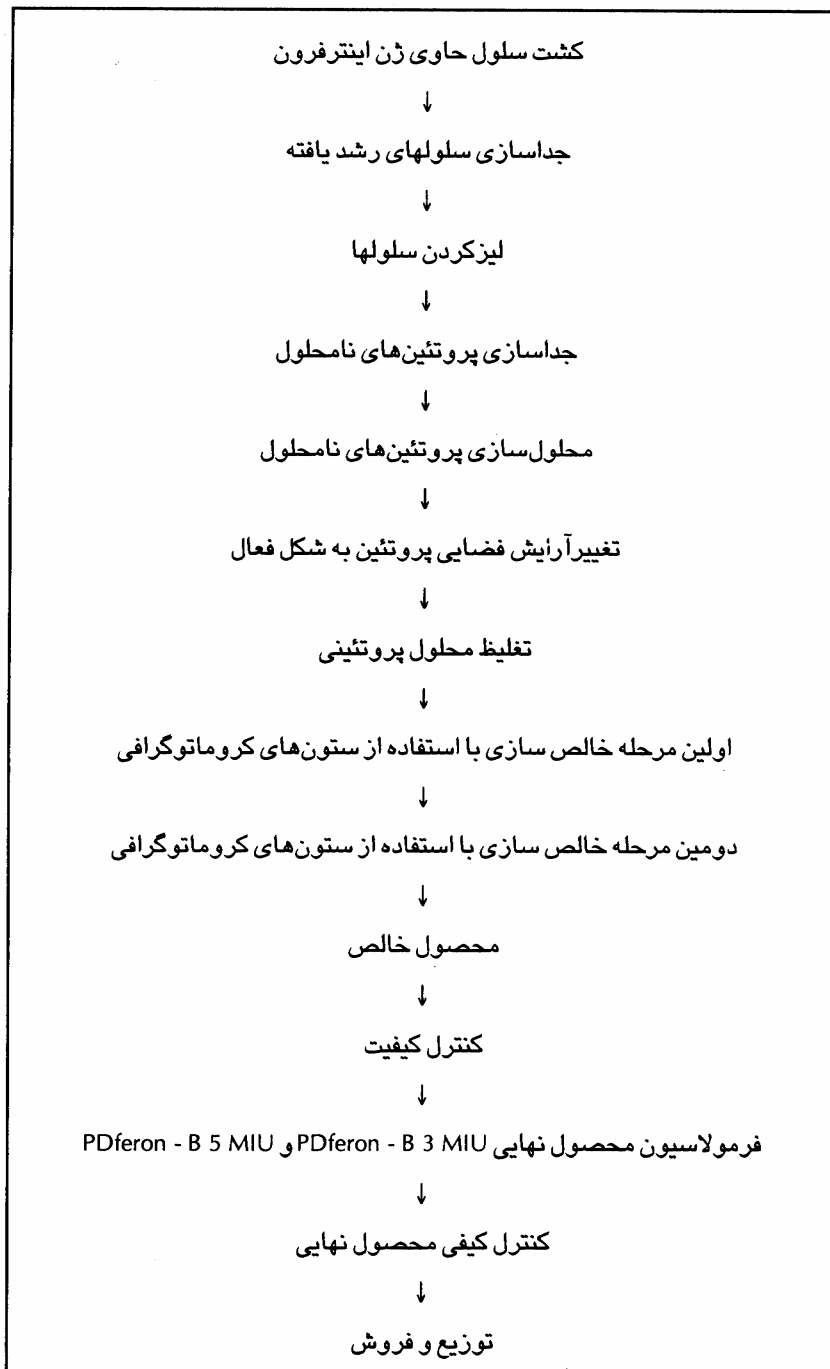 کشت سلول حاوی ژن اینترفرون
↓
جداسازی سلولهای رشد یافته
↓
لیزکردن سلولها
↓
جداسازی پروتئین‌های نامحلول
↓
محلول‌سازی پروتئین‌های نامحلول
↓
تغییرآرایش فضایی پروتئین به شکل فعال
↓
تغلیظ محلول پروتئینی
↓
اولین مرحله خالص سازی با استفاده از ستون‌های کروماتوگرافی
↓
دومین مرحله خالص سازی با استفاده از ستون‌های کروماتوگرافی
↓
محصول خالص
↓
کنترل کیفیت
↓
فرمولاسیون محصول نهایی PDferon - B 3 MIU و PDferon - B 5 MIU
↓
کنترل کیفی محصول نهایی
↓
توزیع و فروش